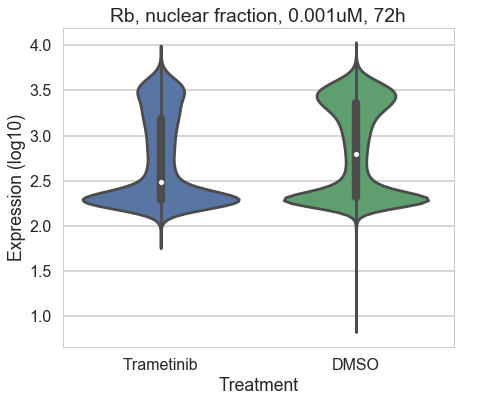 Rb, nuclear fraction, 0.001uM, 72h
Expression (log10)
4.0
3.5
3.0
2.5
2.0
1.5
1.0
Trametinib DMSO
Treatment